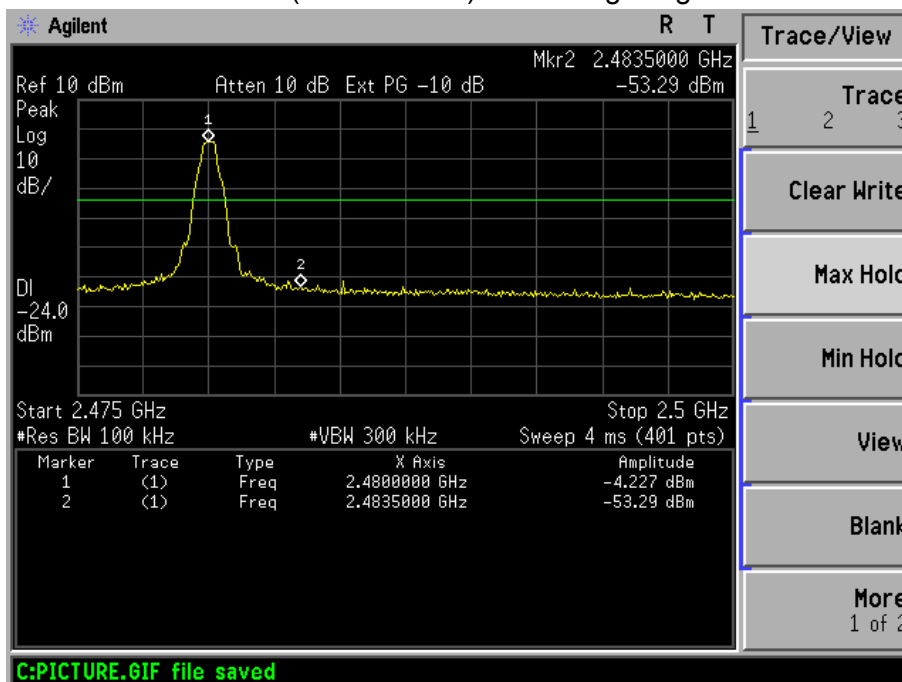 Agilent R T
Mkr2 2.4835000 GHz
Ref 10 dBm Atten 10 dB Ext PG -10 dB -53.29 dBm
Peak
Log
10
dB/
1
2
DI
-24.0
dBm
Start 2.475 GHz Stop 2.5 GHz
#Res BW 100 kHz #VBW 300 kHz Sweep 4 ms (401 pts)
Marker Trace Type X Axis Amplitude
1 (1) Freq 2.4800000 GHz -4.227 dBm
2 (1) Freq 2.4835000 GHz -53.29 dBm
C:PICTURE.GIF file saved
Trace/View
Trace
1 2 3
Clear Write
Max Hold
Min Hold
View
Blank
More
1 of 2